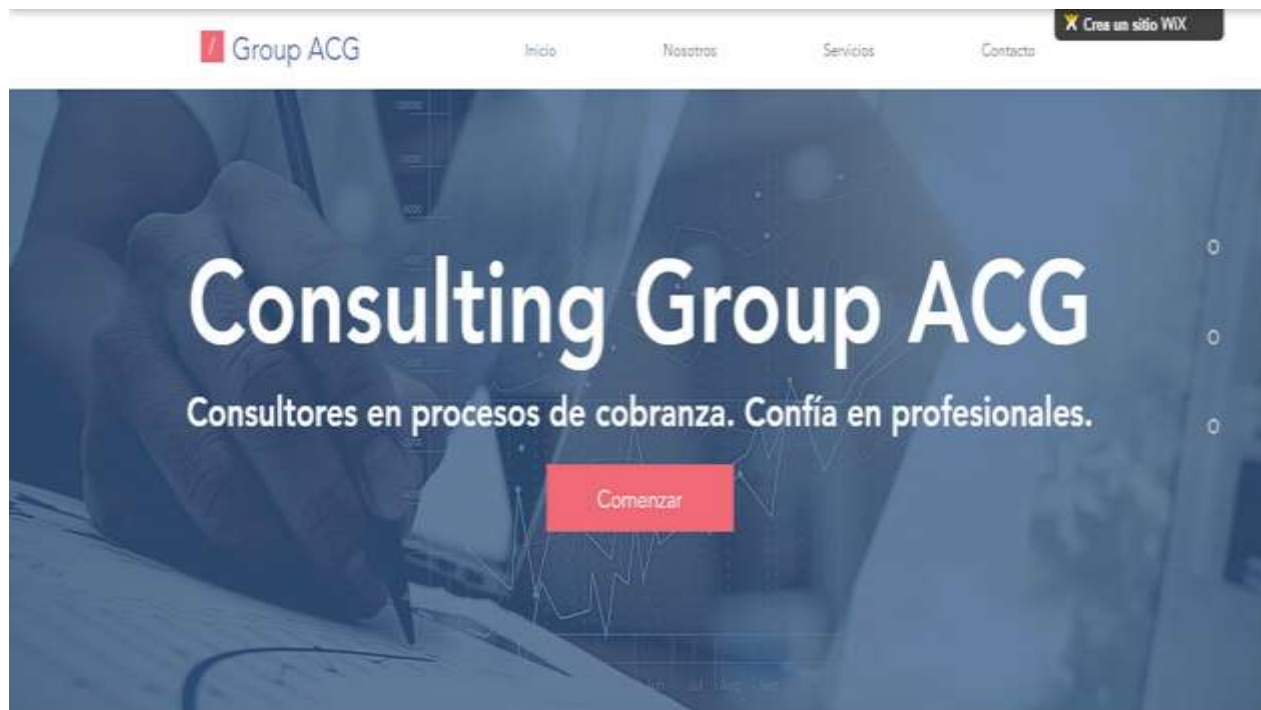 / Group ACG
Inicio Nosotros Servicios Contacto
Crea un sitio WiX
Consulting Group ACG
Consultores en procesos de cobranza. Confía en profesionales.
Comenzar